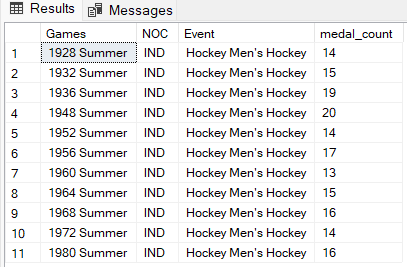 Results Messages
Games NOC Event medal_count
1 1928 Summer IND Hockey Men's Hockey 14
2 1932 Summer IND Hockey Men's Hockey 15
3 1936 Summer IND Hockey Men's Hockey 19
4 1948 Summer IND Hockey Men's Hockey 20
5 1952 Summer IND Hockey Men's Hockey 14
6 1956 Summer IND Hockey Men's Hockey 17
7 1960 Summer IND Hockey Men's Hockey 13
8 1964 Summer IND Hockey Men's Hockey 15
9 1968 Summer IND Hockey Men's Hockey 16
10 1972 Summer IND Hockey Men's Hockey 14
11 1980 Summer IND Hockey Men's Hockey 16